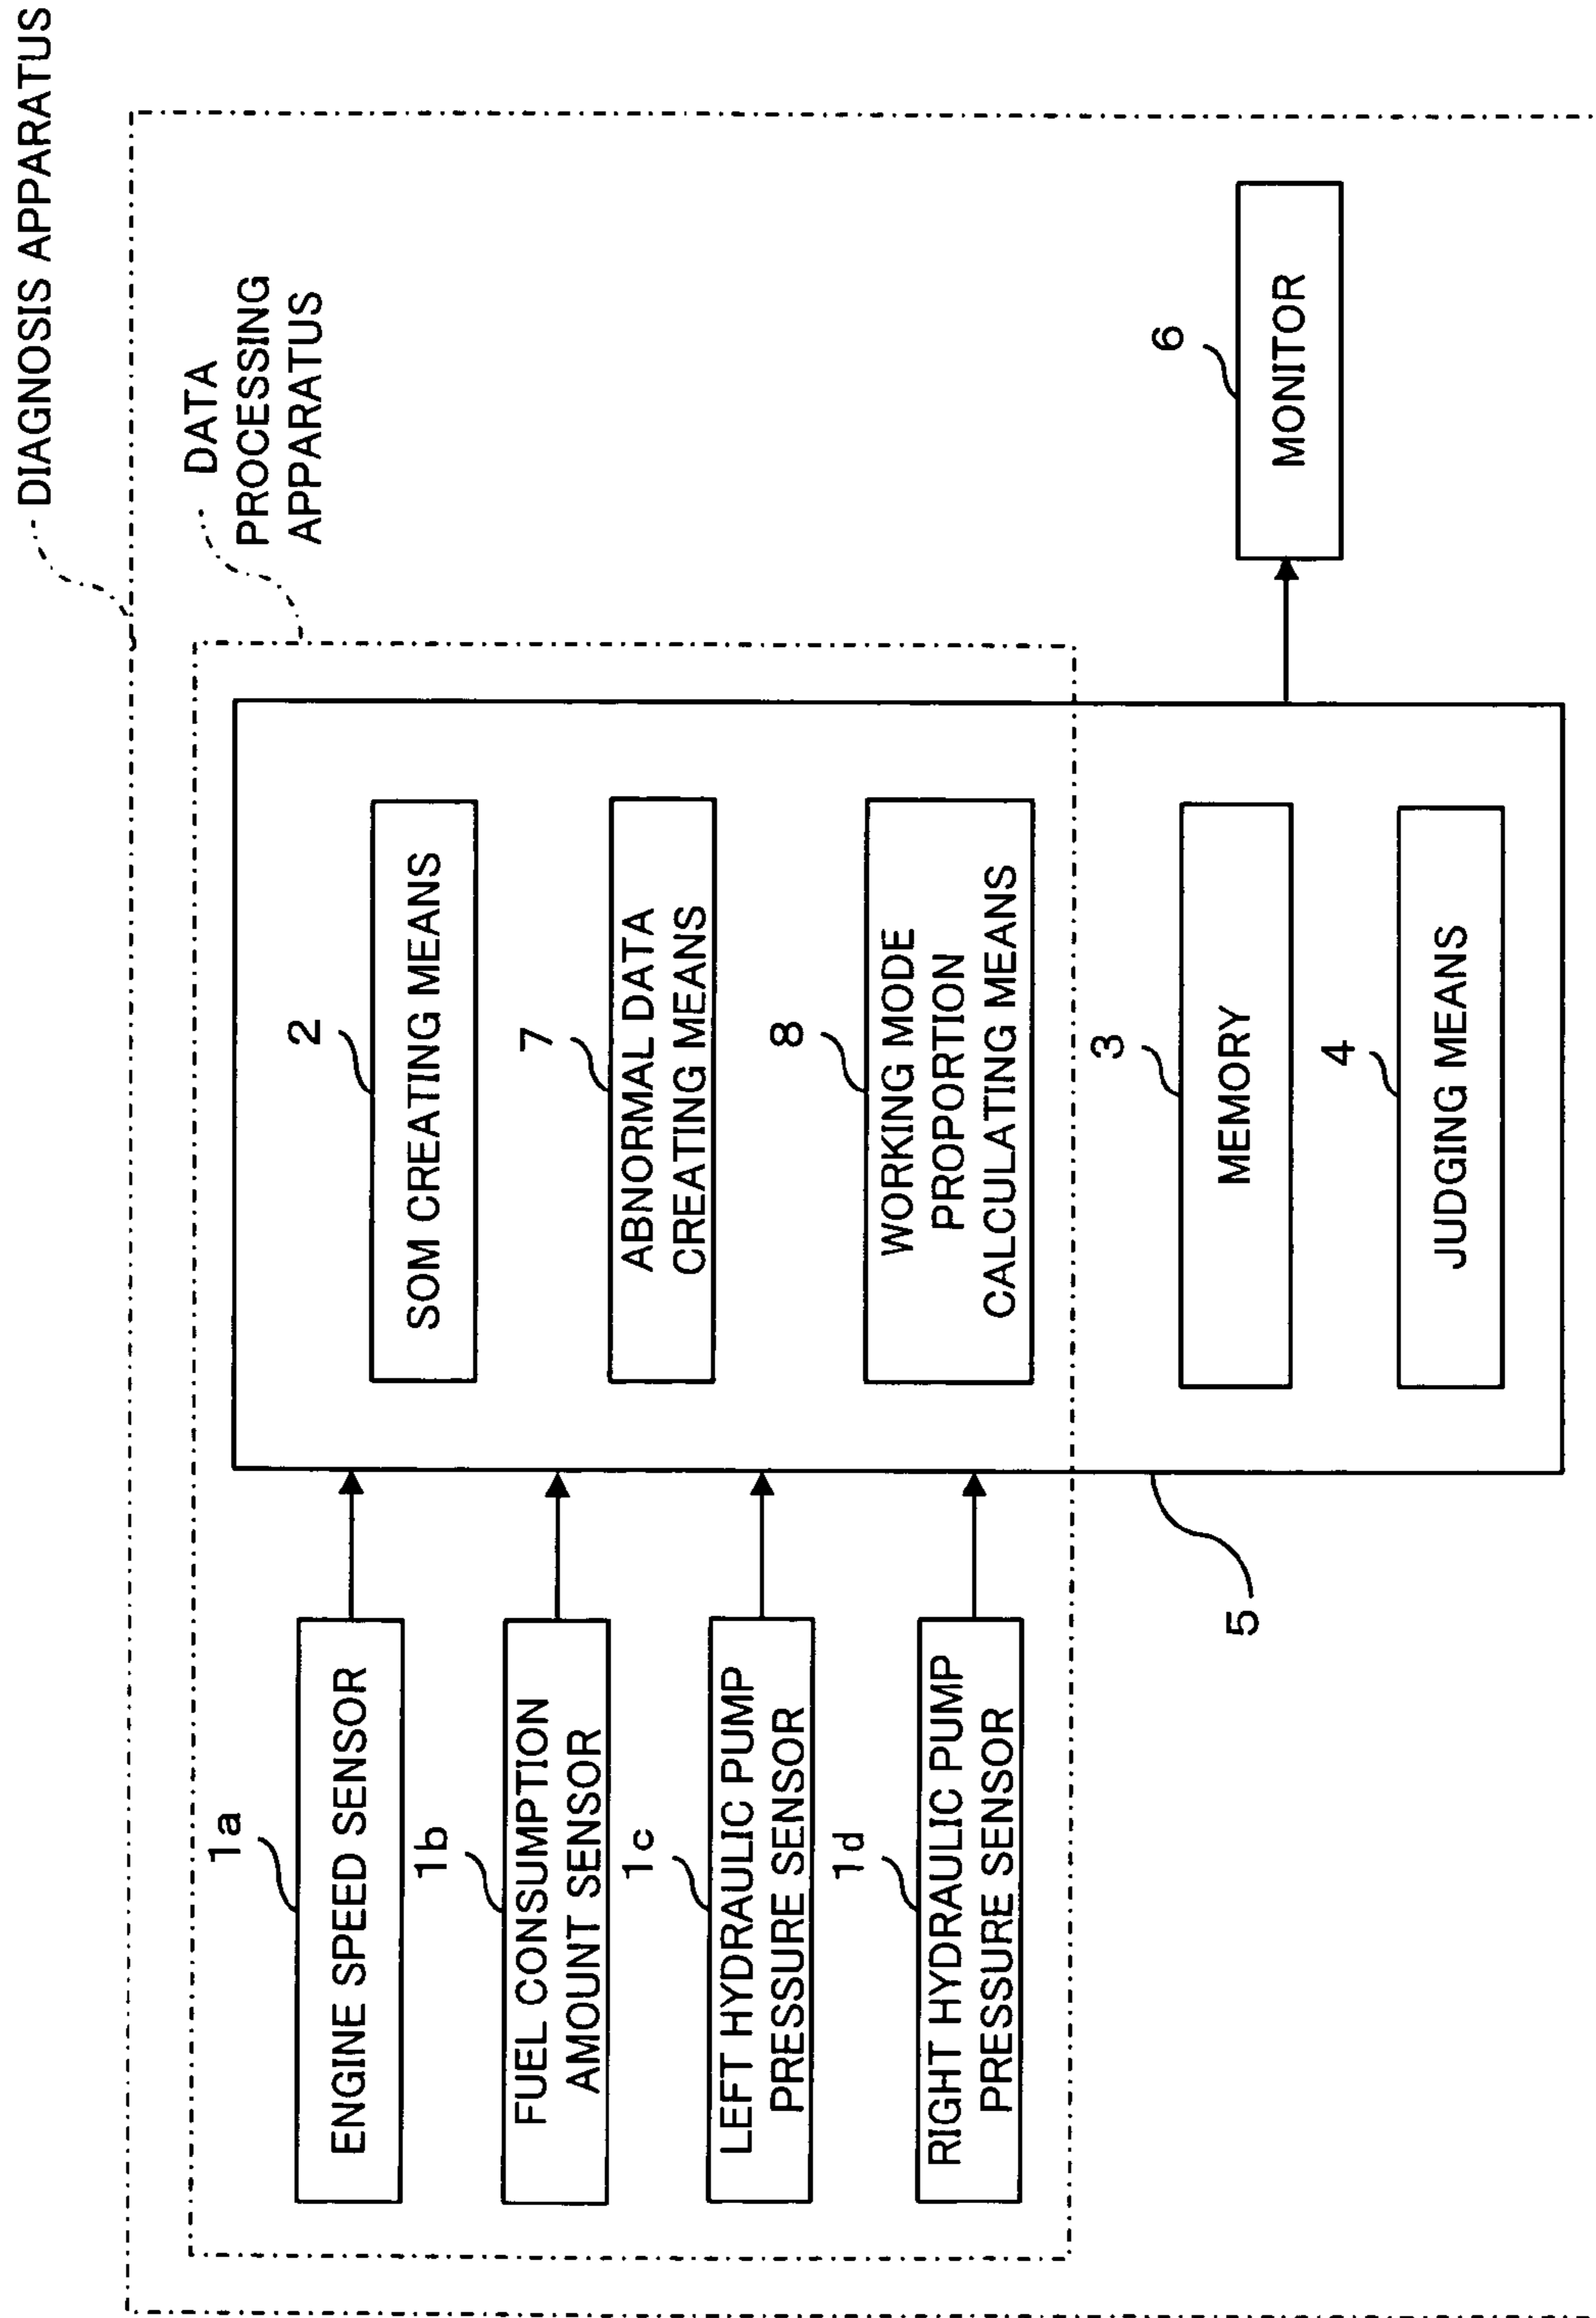 DIAGNOSIS APPARATUS
DATA
PROCESSING
APPARATUS
1a
ENGINE SPEED SENSOR
1b
FUEL CONSUMPTION
AMOUNT SENSOR
1c
LEFT HYDRAULIC PUMP
PRESSURE SENSOR
1d
RIGHT HYDRAULIC PUMP
PRESSURE SENSOR
2
SOM CREATING MEANS
7
ABNORMAL DATA
CREATING MEANS
8
WORKING MODE
PROPORTION
CALCULATING MEANS
3
MEMORY
4
JUDGING MEANS
5
6
MONITOR